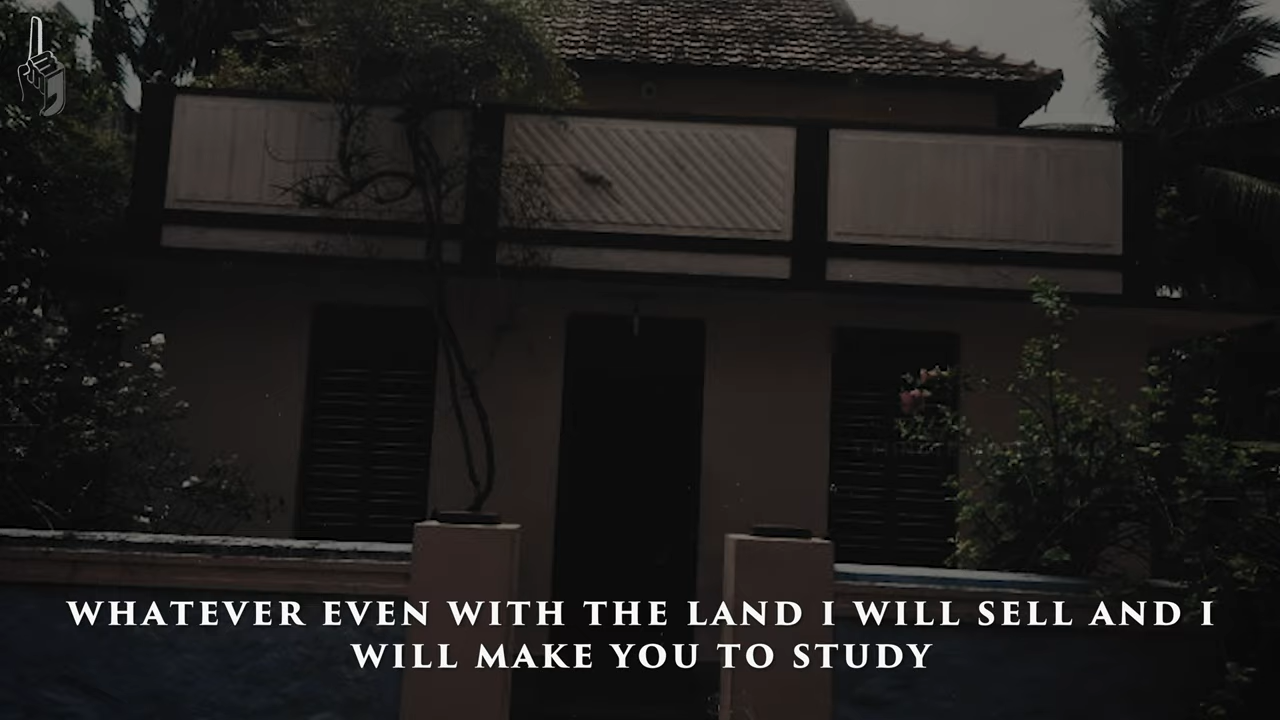 WHATEVER EVEN WITH THE LAND I WILL SELL AND I
WILL MAKE YOU TO STUDY